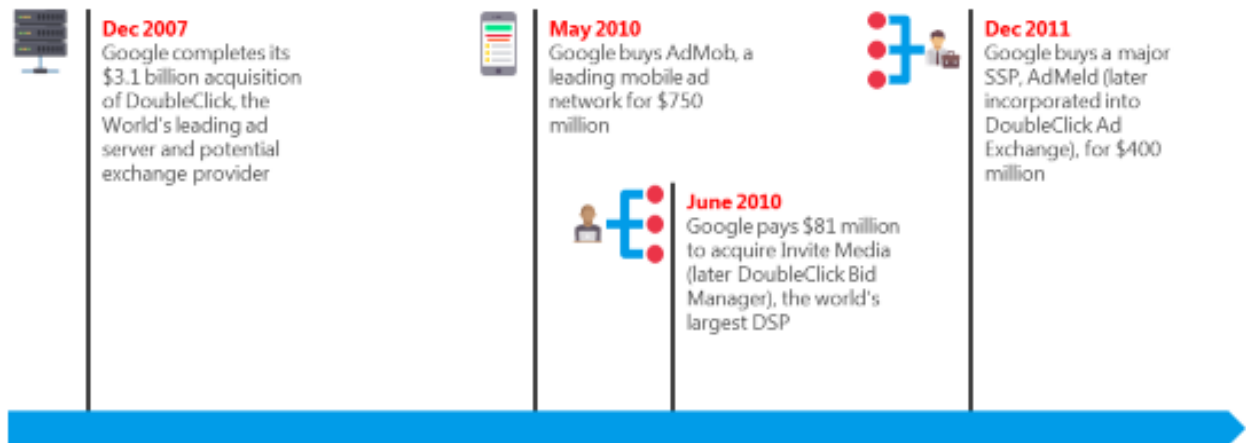 Dec 2007
Google completes its
$3.1 billion acquisition
of DoubleClick, the
World's leading ad
server and potential
exchange provider
May 2010
Google buys AdMob, a
leading mobile ad
network for $750
million
June 2010
Google pays $81 million
to acquire Invite Media
(later DoubleClick Bid
Manager), the world's
largest DSP
Dec 2011
Google buys a major
SSP, AdMeld (later
incorporated into
DoubleClick Ad
Exchange), for $400
million